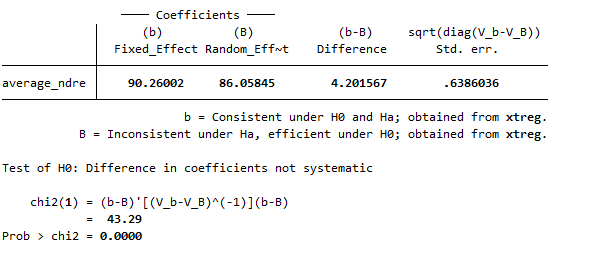 Coefficients
(b) (B) (b-B) sqrt(diag(V_b-V_B))
Fixed_Effect Random_Eff~t Difference Std. err.
average_ndre 90.26002 86.05845 4.201567 .6386036
b = Consistent under H0 and Ha; obtained from xtreg.
B = Inconsistent under Ha, efficient under H0; obtained from xtreg.
Test of H0: Difference in coefficients not systematic
chi2(1) = (b-B)'[(V_b-V_B)^(-1)](b-B)
= 43.29
Prob > chi2 = 0.0000